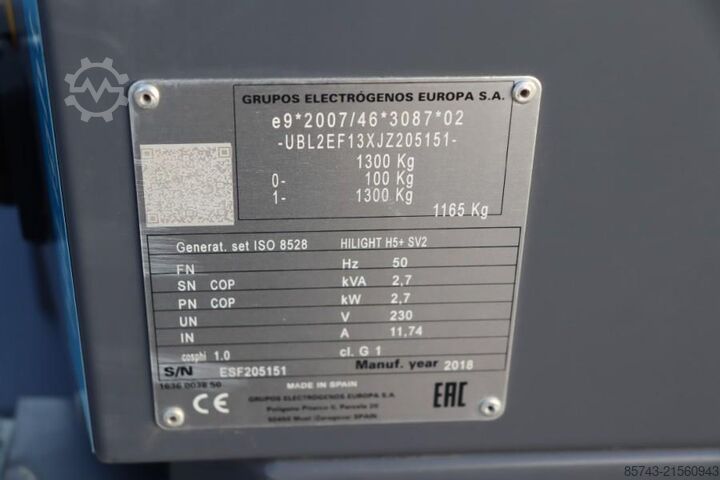 GRUPOS ELECTRÓGENOS EUROPA S.A.
e9*2007/46*3087*02
-UBL2EF13XJZ205151-
1300 Kg
0- 100 Kg
1- 1300 Kg
1165 Kg
Generat. set ISO 8528 HILIGHT H5+ SV2
FN Hz 50
SN COP kVA 2,7
PN COP kW 2,7
UN V 230
IN A 11,74
cosphi 1.0 cl. G 1
S/N ESF205151 Manuf. year 2018
1636 0038 50 MADE IN SPAIN
GRUPOS ELECTRÓGENOS EUROPA S.A.
Polígono Pitarco II, Parcela 20
50450 Muel (Zaragoza) SPAIN
CE
EAC
85743-21560943